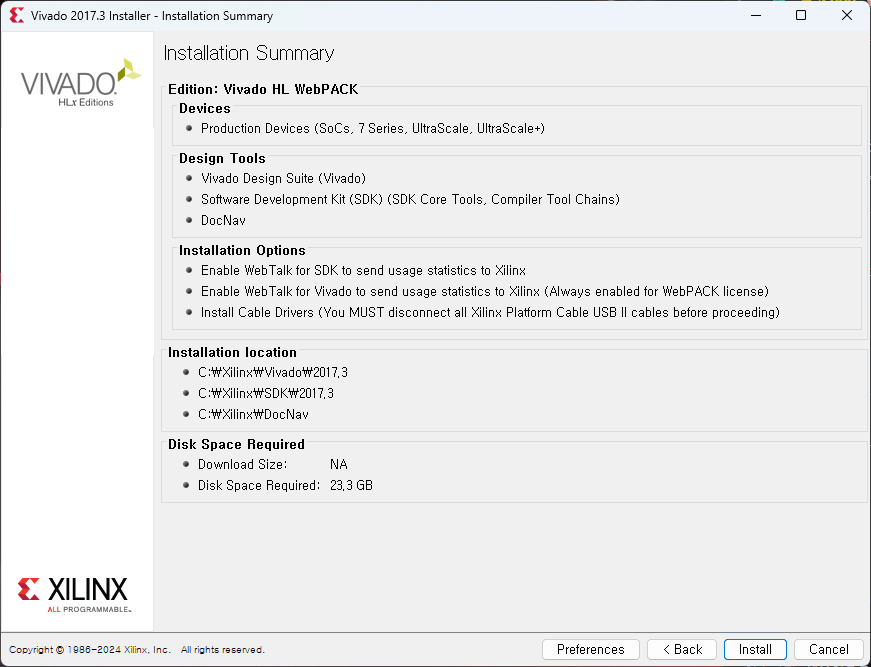 Vivado 2017.3 Installer - Installation Summary
VIVADO.
HLx Editions
Installation Summary
Edition: Vivado HL WebPACK
Devices
Production Devices (SoCs, 7 Series, UltraScale, UltraScale+)
Design Tools
Vivado Design Suite (Vivado)
Software Development Kit (SDK) (SDK Core Tools, Compiler Tool Chains)
DocNav
Installation Options
Enable WebTalk for SDK to send usage statistics to Xilinx
Enable WebTalk for Vivado to send usage statistics to Xilinx (Always enabled for WebPACK license)
Install Cable Drivers (You MUST disconnect all Xilinx Platform Cable USB II cables before proceeding)
Installation location
C:₩Xilinx₩Vivado₩2017.3
C:₩Xilinx₩SDK₩2017.3
C:₩Xilinx₩DocNav
Disk Space Required
Download Size: NA
Disk Space Required: 23.3 GB
XILINX
ALL PROGRAMMABLE™
Copyright © 1986-2024 Xilinx, Inc. All rights reserved.
Preferences < Back Install Cancel